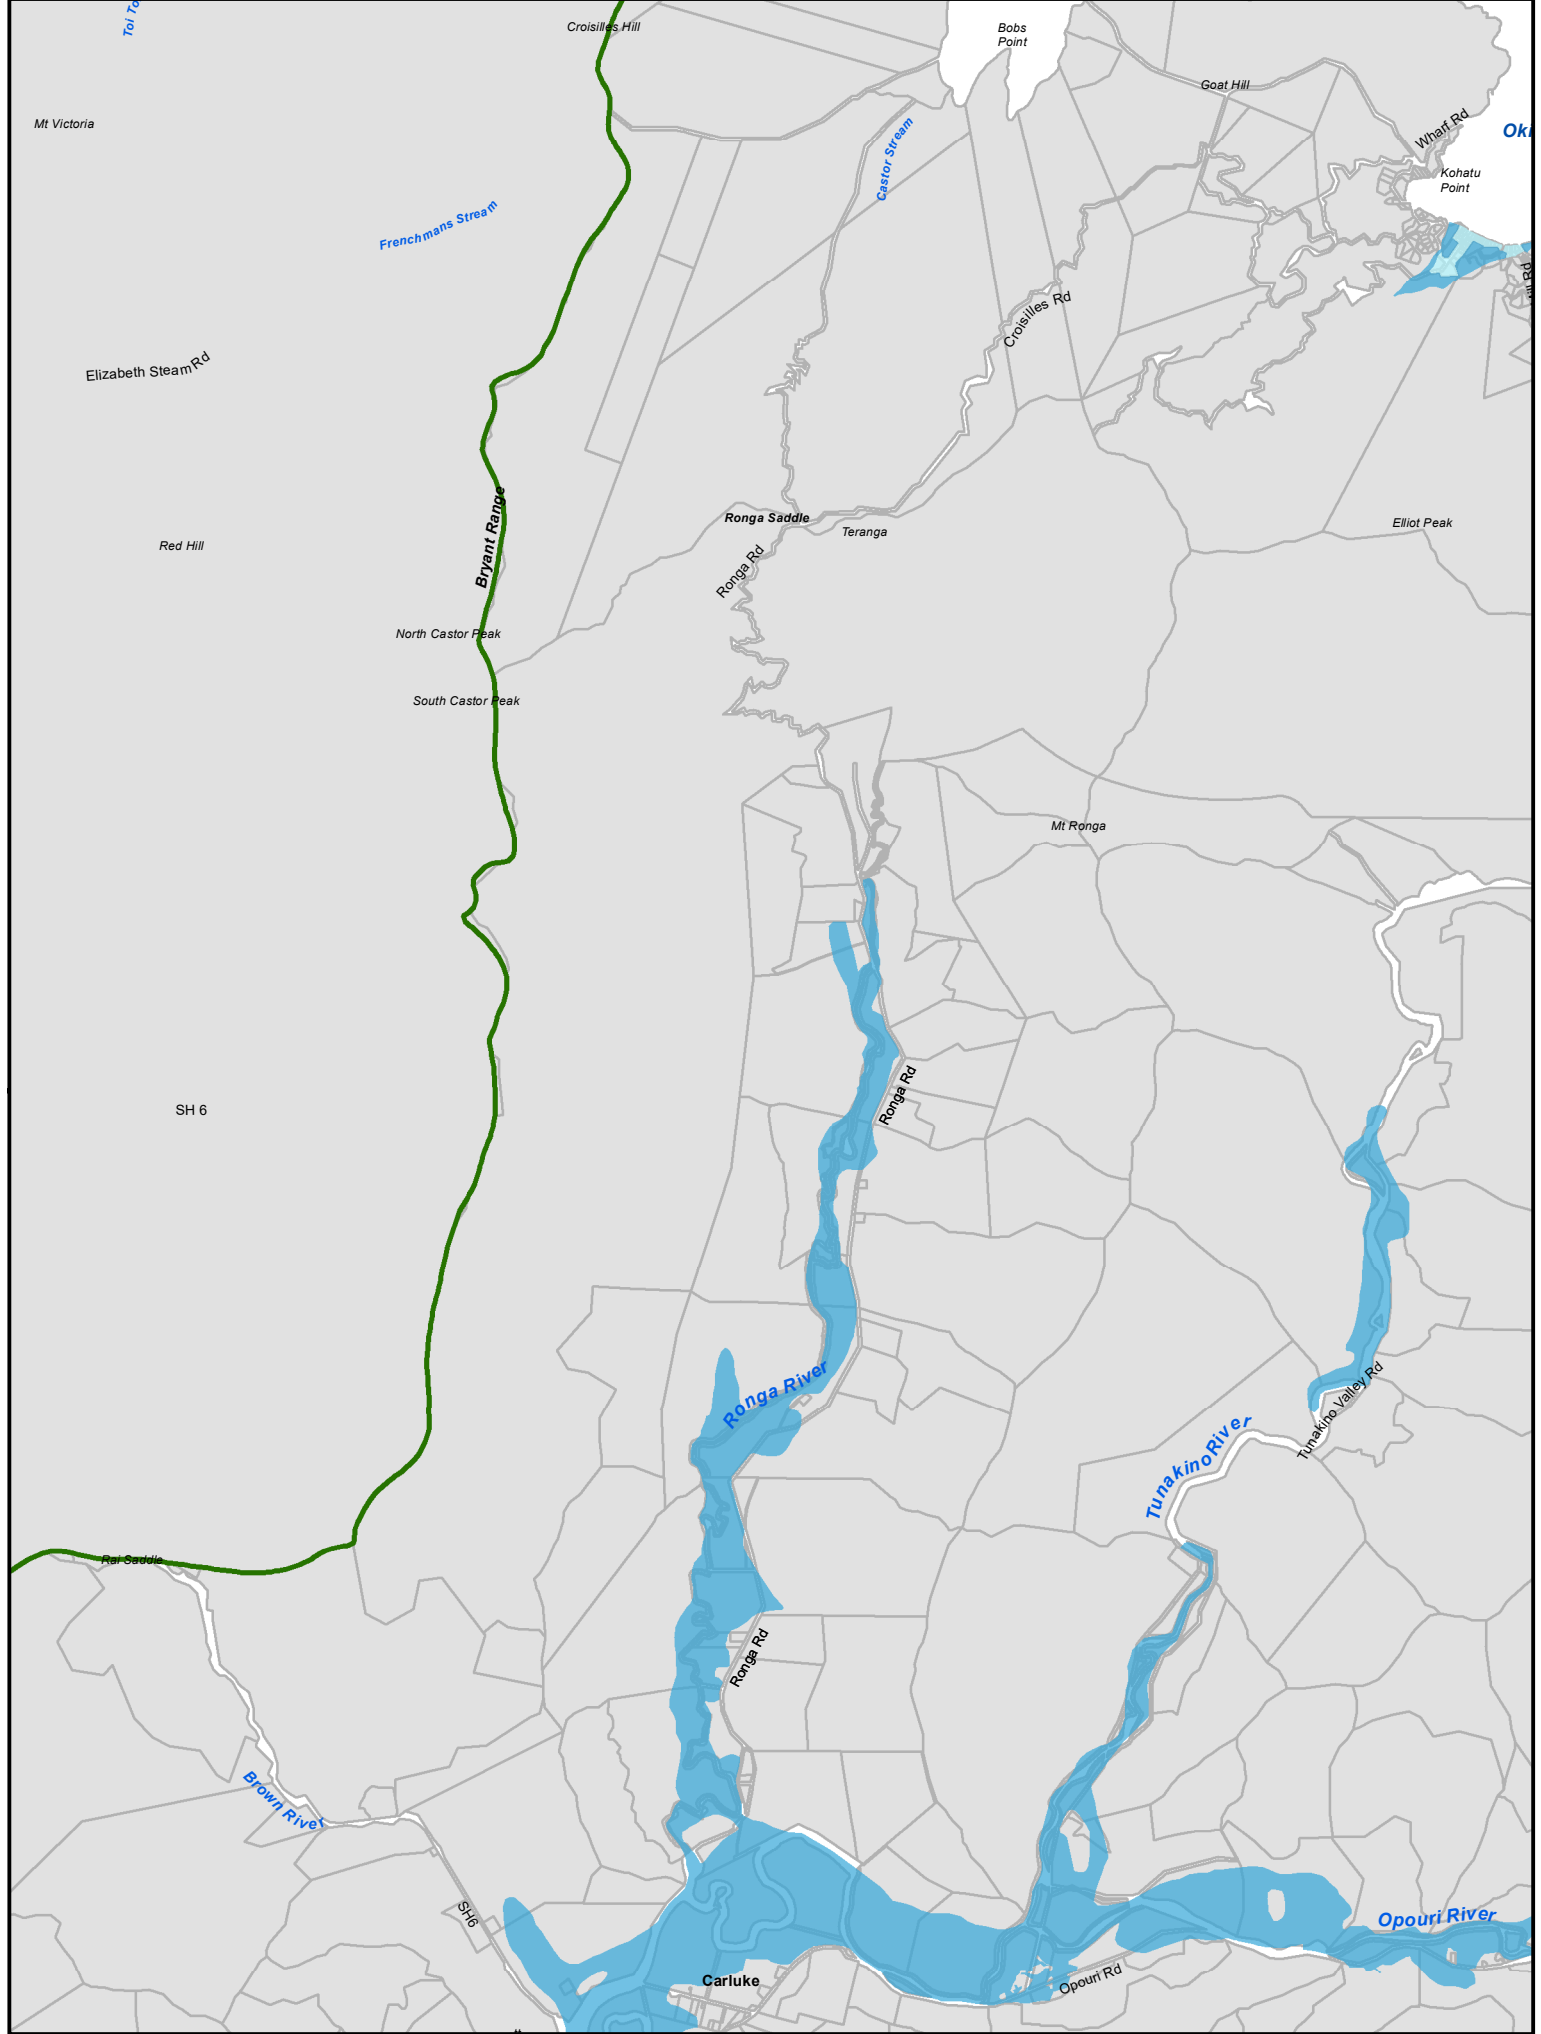 Toi To
Croisilles Hill
Bobs
Point
Goat Hill
Mt Victoria
Wharf Rd
Oki
Castor Stream
Kohatu
Point
Frenchmans Stream
Croisilles Rd
Elizabeth Steam Rd
Bryant Range
Ronga Saddle
Teranga
Elliot Peak
Red Hill
Ronga Rd
North Castor Peak
South Castor Peak
Mt Ronga
Ronga Rd
SH 6
Ronga River
Tunakino Valley Rd
Tunakino River
Rai Saddle
Ronga Rd
Brown River
SH6
Opouri River
Carluke
Opouri Rd